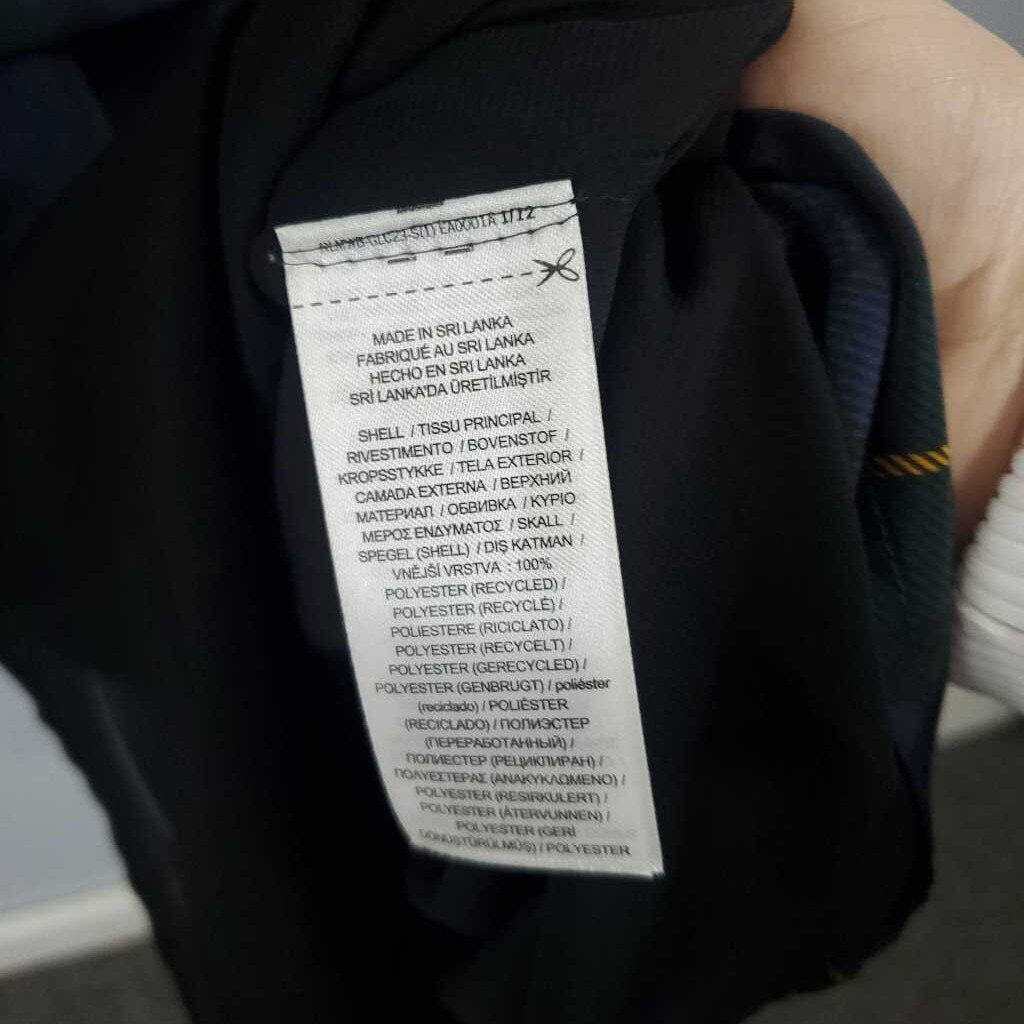 EA0001A 1/12
MADE IN SRI LANKA
FABRIQUÉ AU SRI LANKA
HECHO EN SRI LANKA
SRİ LANKA'DA ÜRETİLMİŞTİR
SHELL / TISSU PRINCIPAL /
RIVESTIMENTO / BOVENSTOF /
KROPSSTYKKE / TELA EXTERIOR /
CAMADA EXTERNA / ВЕРХНИЙ
МАТЕРИАЛ / ОБВИВКА / ΚΥΡΙΟ
ΜΕΡΟΣ ΕΝΔΥΜΑΤΟΣ / SKALL /
SPEGEL (SHELL) / DIŞ KATMAN /
VNĚJŠÍ VRSTVA : 100%
POLYESTER (RECYCLED) /
POLYESTER (RECYCLÉ) /
POLIESTERE (RICICLATO) /
POLYESTER (RECYCELT) /
POLYESTER (GERECYCLED) /
POLYESTER (GENBRUGT) / poliéster
(reciclado) / POLIÉSTER
(RECICLADO) / ПОЛИЭСТЕР
(ПЕРЕРАБОТАННЫЙ) /
ПОЛИЕСТЕР (РЕЦИКЛИРАН) /
ΠΟΛΥΕΣΤΕΡΑΣ (ΑΝΑΚΥΚΛΩΜΕΝΟ) /
POLYESTER (RESIRKULERT) /
POLYESTER (ÅTERVUNNEN) /
POLYESTER (GERİ
DÖNÜŞTÜRÜLMÜŞ) / POLYESTER